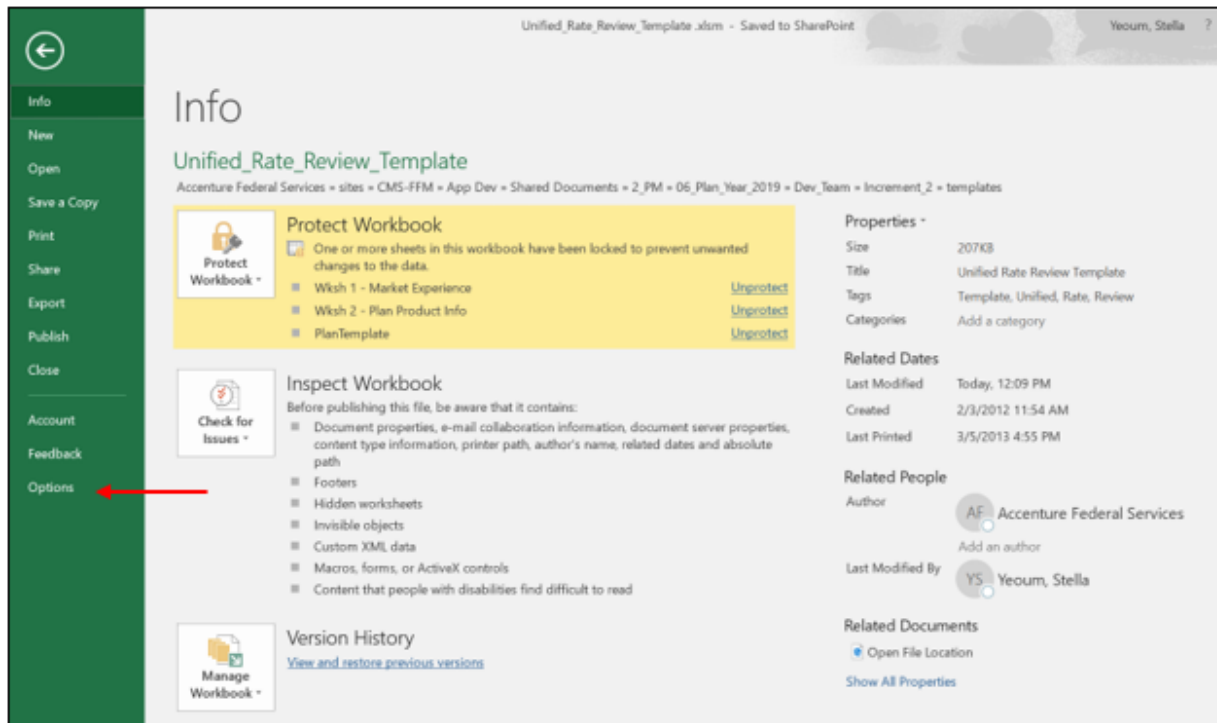 Unified_Rate_Review_Template .xlsm - Saved to SharePoint
Yeoum, Stella
?
Info
New
Open
Save a Copy
Print
Share
Export
Publish
Close
Account
Feedback
Options
Info
Unified_Rate_Review_Template
Accenture Federal Services » sites » CMS-FFM » App Dev » Shared Documents » 2_PM » 06_Plan_Year_2019 » Dev_Team » Increment_2 » templates
Protect
Workbook
Protect Workbook
One or more sheets in this workbook have been locked to prevent unwanted
changes to the data.
Wksh 1 - Market Experience
Unprotect
Wksh 2 - Plan Product Info
Unprotect
PlanTemplate
Unprotect
Check for
Issues
Inspect Workbook
Before publishing this file, be aware that it contains:
Document properties, e-mail collaboration information, document server properties,
content type information, printer path, author's name, related dates and absolute
path
Footers
Hidden worksheets
Invisible objects
Custom XML data
Macros, forms, or ActiveX controls
Content that people with disabilities find difficult to read
Manage
Workbook
Version History
View and restore previous versions
Properties
Size 207KB
Title Unified Rate Review Template
Tags Template, Unified, Rate, Review
Categories Add a category
Related Dates
Last Modified Today, 12:09 PM
Created 2/3/2012 11:54 AM
Last Printed 3/5/2013 4:55 PM
Related People
Author
AF Accenture Federal Services
Add an author
Last Modified By
YS Yeoum, Stella
Related Documents
Open File Location
Show All Properties